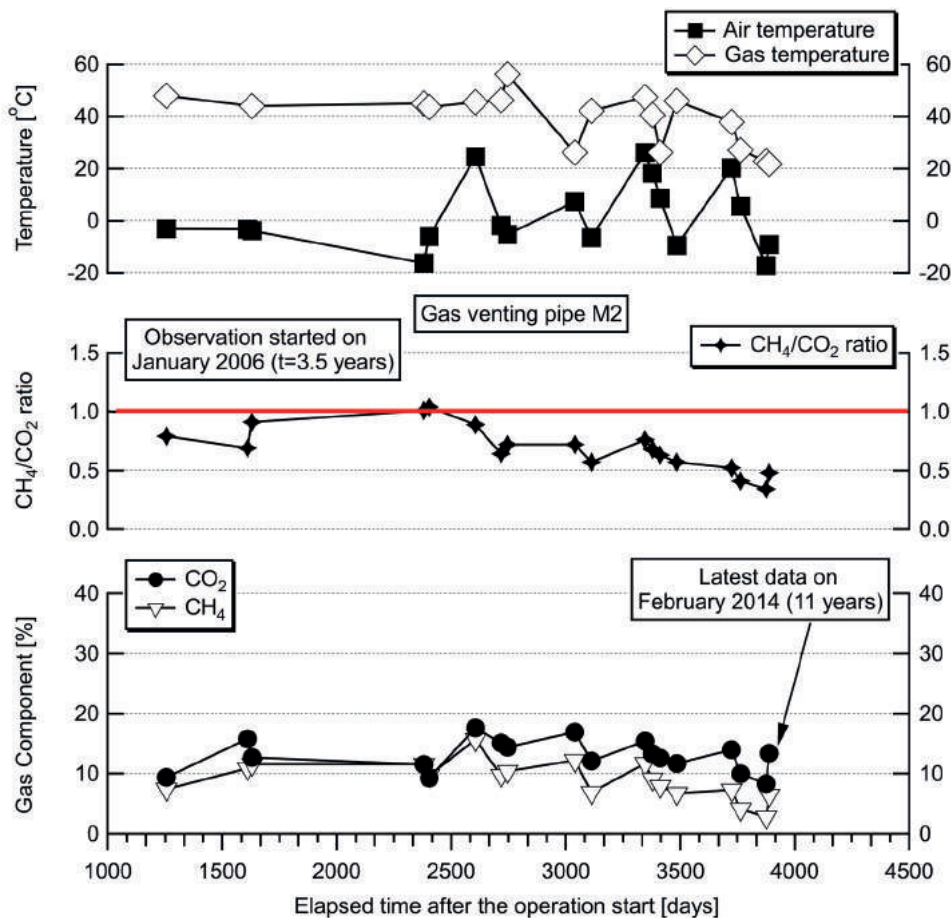 Air temperature
Gas temperature
60
40
20
0
-20
Temperature [°C]
60
40
20
0
-20
Gas venting pipe M2
Observation started on
January 2006 (t=3.5 years)
CH₄/CO₂ ratio
1.5
1.0
0.5
0.0
CH₄/CO₂ ratio
1.5
1.0
0.5
0.0
CO₂
CH₄
Latest data on
February 2014 (11 years)
40
30
20
10
0
Gas Component [%]
40
30
20
10
0
1000 1500 2000 2500 3000 3500 4000 4500
Elapsed time after the operation start [days]